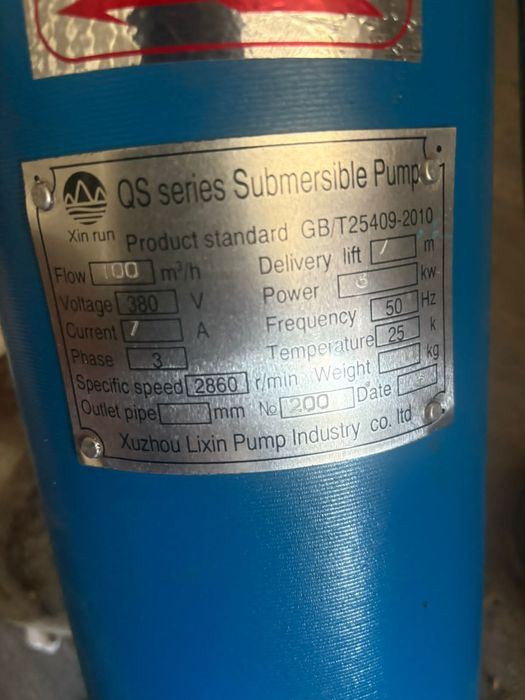 QS series Submersible Pump
Xin run Product standard GB/T25409-2010
Flow 100 m³/h Delivery lift / m
Voltage 380 V Power kw
Current / A Frequency 50 Hz
Phase 3 Temperature 25 k
Specific speed 2860 r/min Weight kg
Outlet pipe mm № 200 Date
Xuzhou Lixin Pump Industry co. ltd